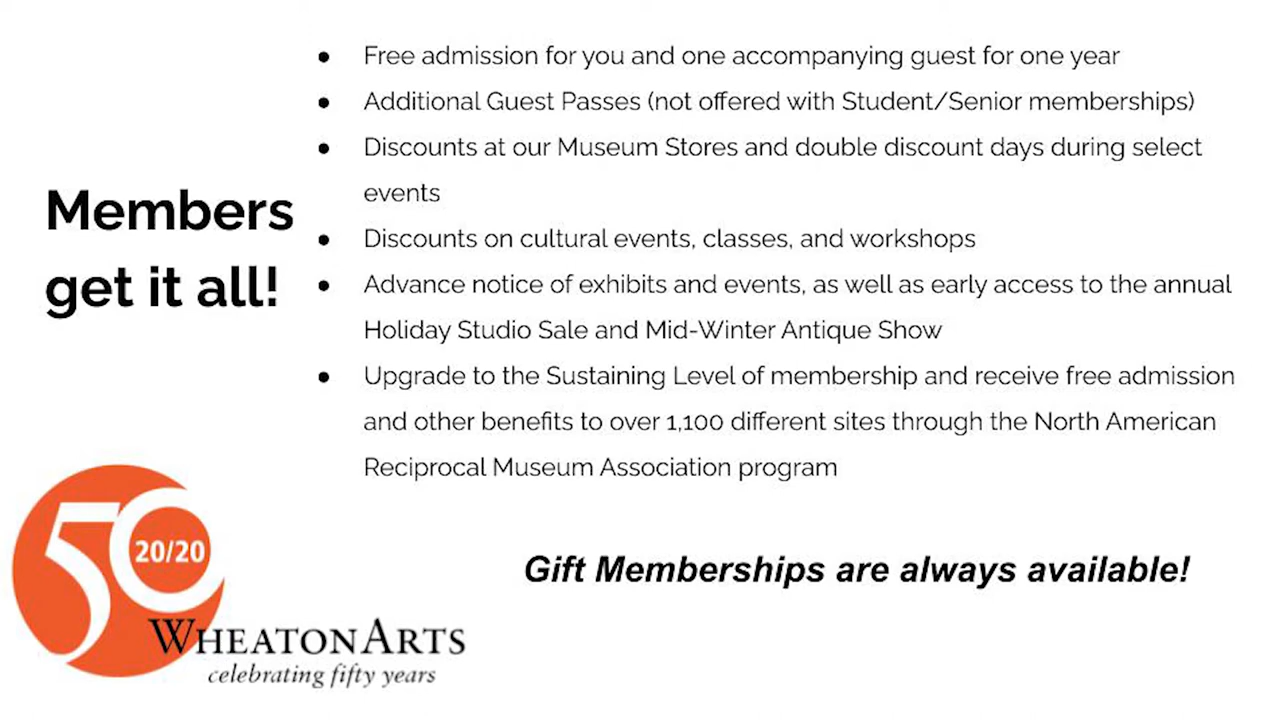 Members
get it all!
● Free admission for you and one accompanying guest for one year
● Additional Guest Passes (not offered with Student/Senior memberships)
● Discounts at our Museum Stores and double discount days during select
events
● Discounts on cultural events, classes, and workshops
● Advance notice of exhibits and events, as well as early access to the annual
Holiday Studio Sale and Mid-Winter Antique Show
● Upgrade to the Sustaining Level of membership and receive free admission
and other benefits to over 1,100 different sites through the North American
Reciprocal Museum Association program
Gift Memberships are always available!
50
20/20
WHEATONARTS
celebrating fifty years